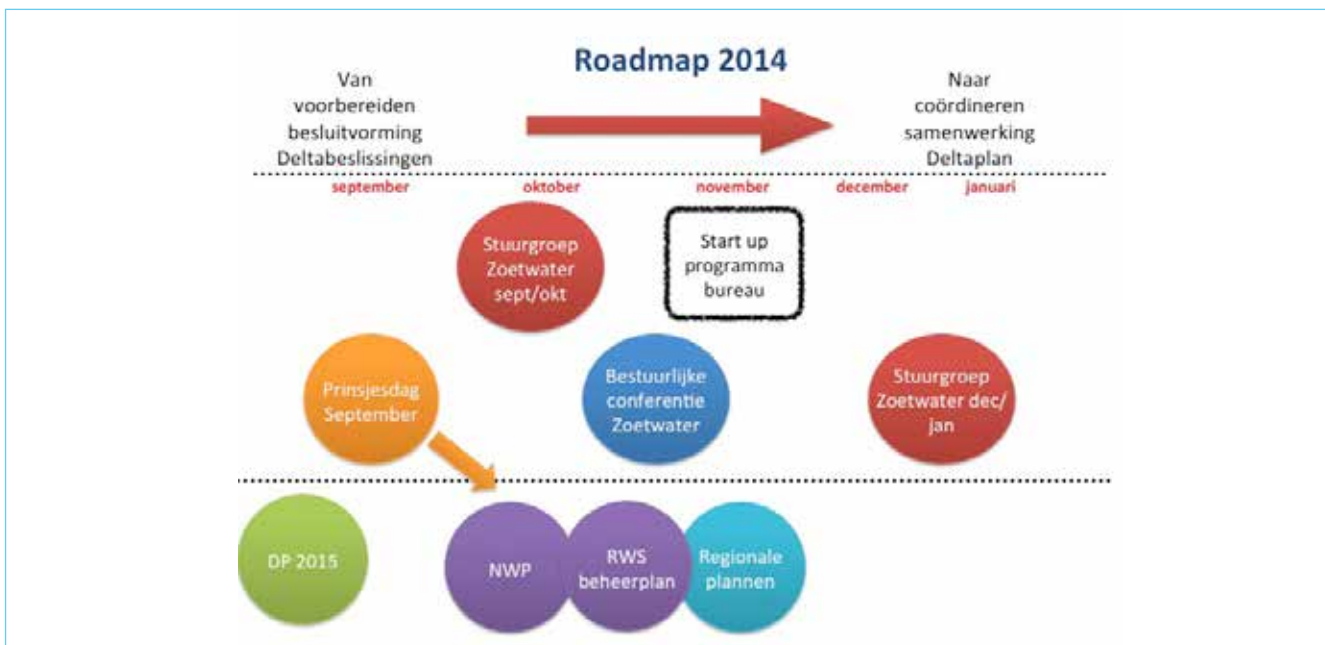 Roadmap 2014
Van
voorbereiden
besluitvorming
Deltabeslissingen
Naar
coördineren
samenwerking
Deltaplan
september
oktober
november
december
januari
Stuurgroep
Zoetwater
sept/okt
Start up
programma
bureau
Prinsjesdag
September
Bestuurlijke
conferentie
Zoetwater
Stuurgroep
Zoetwater dec/
jan
DP 2015
NWP
RWS
beheerplan
Regionale
plannen